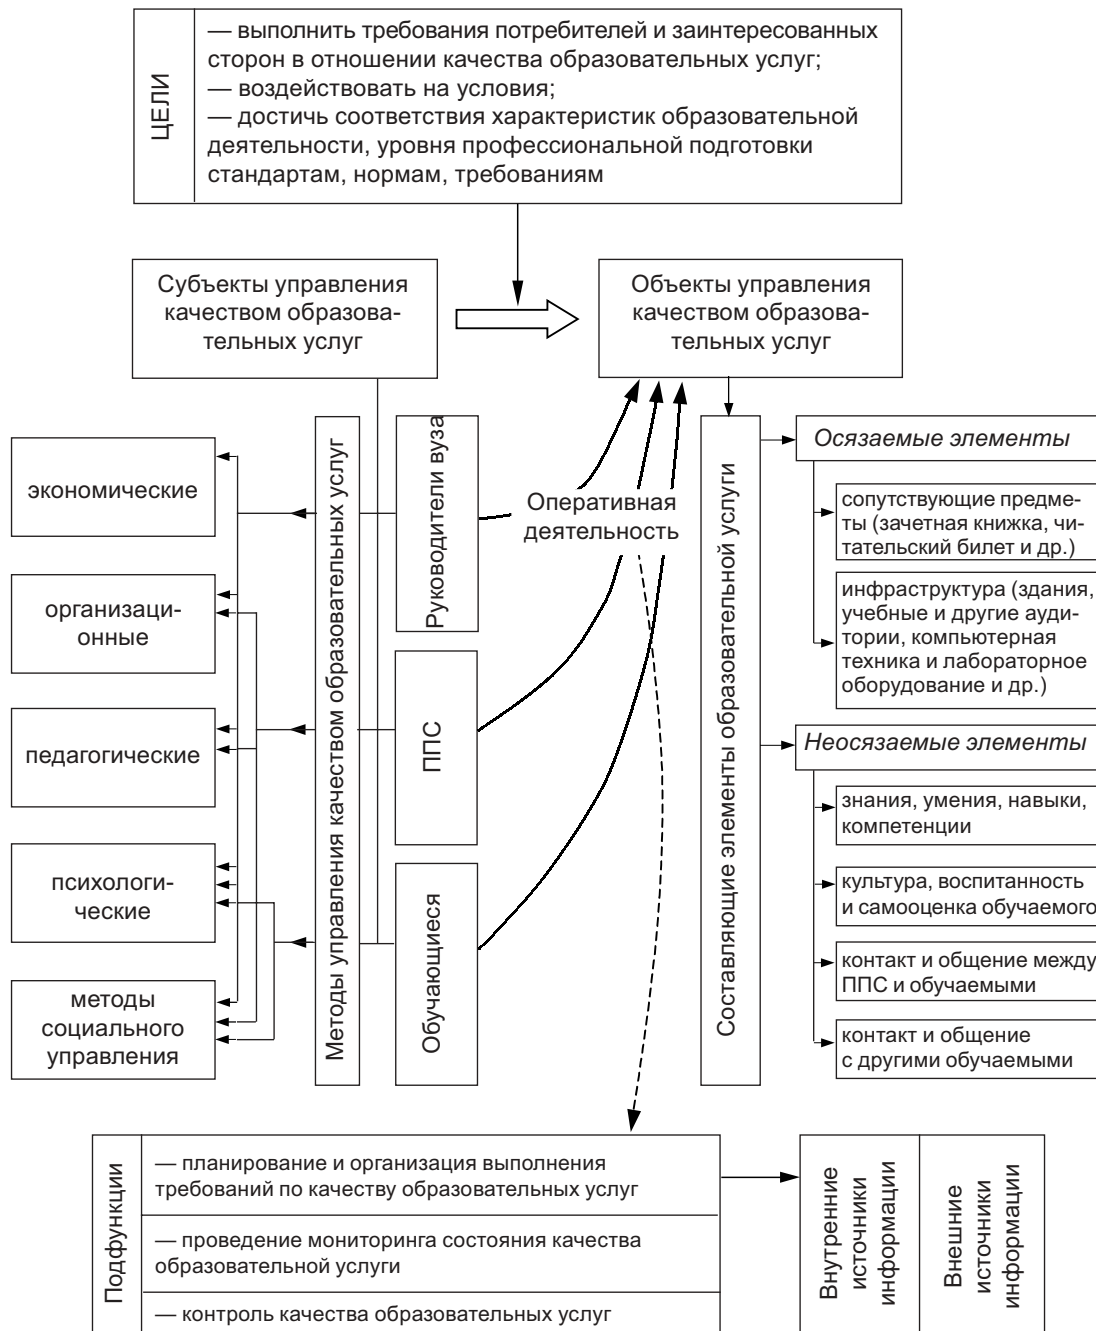 ЦЕЛИ
— выполнить требования потребителей и заинтересованных
сторон в отношении качества образовательных услуг;
— воздействовать на условия;
— достичь соответствия характеристик образовательной
деятельности, уровня профессиональной подготовки
стандартам, нормам, требованиям
Субъекты управления
качеством образова-
тельных услуг
Объекты управления
качеством образова-
тельных услуг
экономические
организаци-
онные
педагогические
психологи-
ческие
методы
социального
управления
Методы управления качеством образовательных услуг
Руководители вуза
ППС
Обучающиеся
Оперативная
деятельность
Составляющие элементы образовательной услуги
Осязаемые элементы
сопутствующие предме-
ты (зачетная книжка, чи-
тательский билет и др.)
инфраструктура (здания,
учебные и другие ауди-
тории, компьютерная
техника и лабораторное
оборудование и др.)
Неосязаемые элементы
знания, умения, навыки,
компетенции
культура, воспитанность
и самооценка обучаемого
контакт и общение между
ППС и обучаемыми
контакт и общение
с другими обучаемыми
Подфункции
— планирование и организация выполнения
требований по качеству образовательных услуг
— проведение мониторинга состояния качества
образовательной услуги
— контроль качества образовательных услуг
Внутренние
источники
информации
Внешние
источники
информации